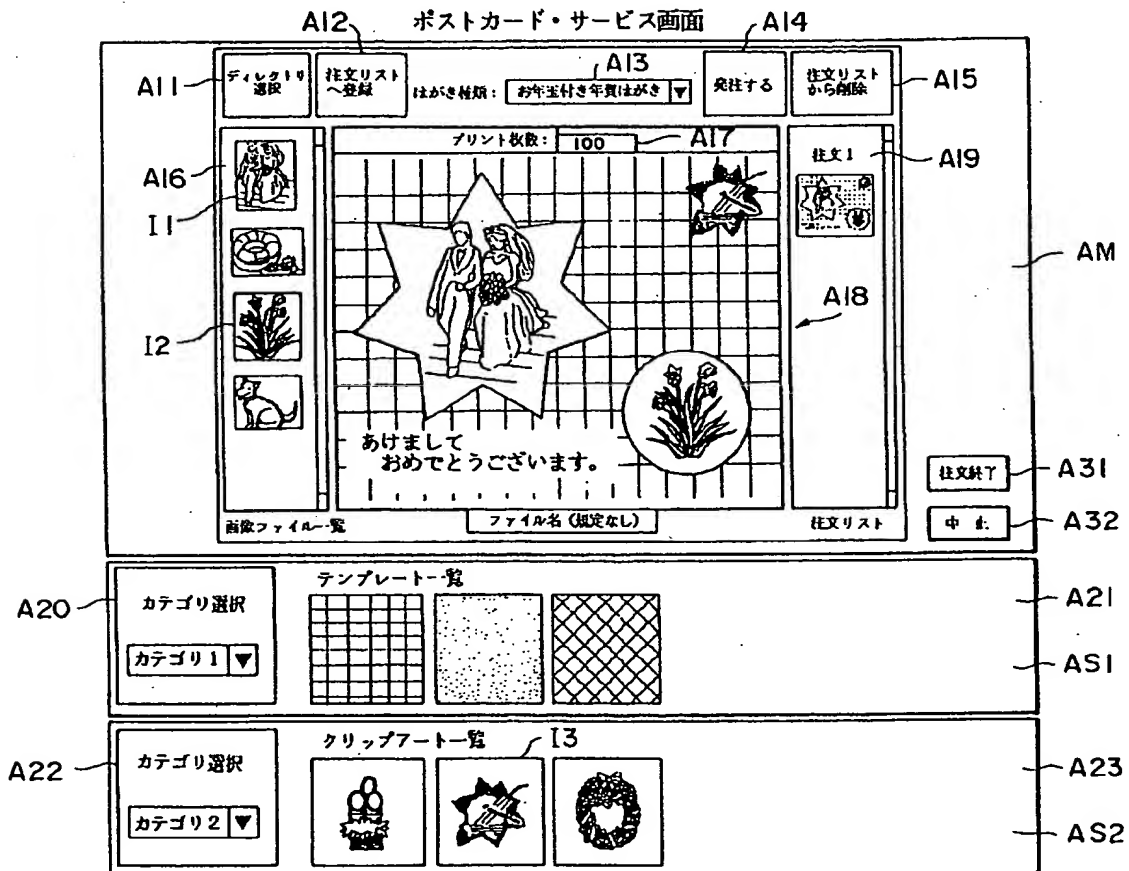 ポストカード・サービス画面
A12
A14
A11
ディレクトリ
選択
注文リスト
へ登録
A13
はがき種類：
お年玉付き年賀はがき
発注する
注文リスト
から削除
A15
プリント枚数：
100
A17
A16
I1
I2
注文1
A19
AM
A18
あけまして
おめでとうございます。
画像ファイル一覧
ファイル名（規定なし）
注文リスト
注文終了
A31
中止
A32
A20
カテゴリ選択
カテゴリ1
テンプレート一覧
A21
AS1
A22
カテゴリ選択
カテゴリ2
クリップアート一覧
I3
A23
AS2